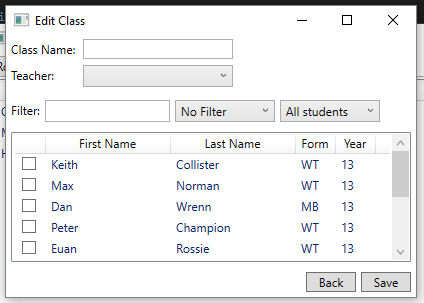 Edit Class
Class Name:
Teacher:
Filter: No Filter All students
First Name Last Name Form Year
Keith Collister WT 13
Max Norman WT 13
Dan Wrenn MB 13
Peter Champion WT 13
Euan Rossie WT 13
Back Save